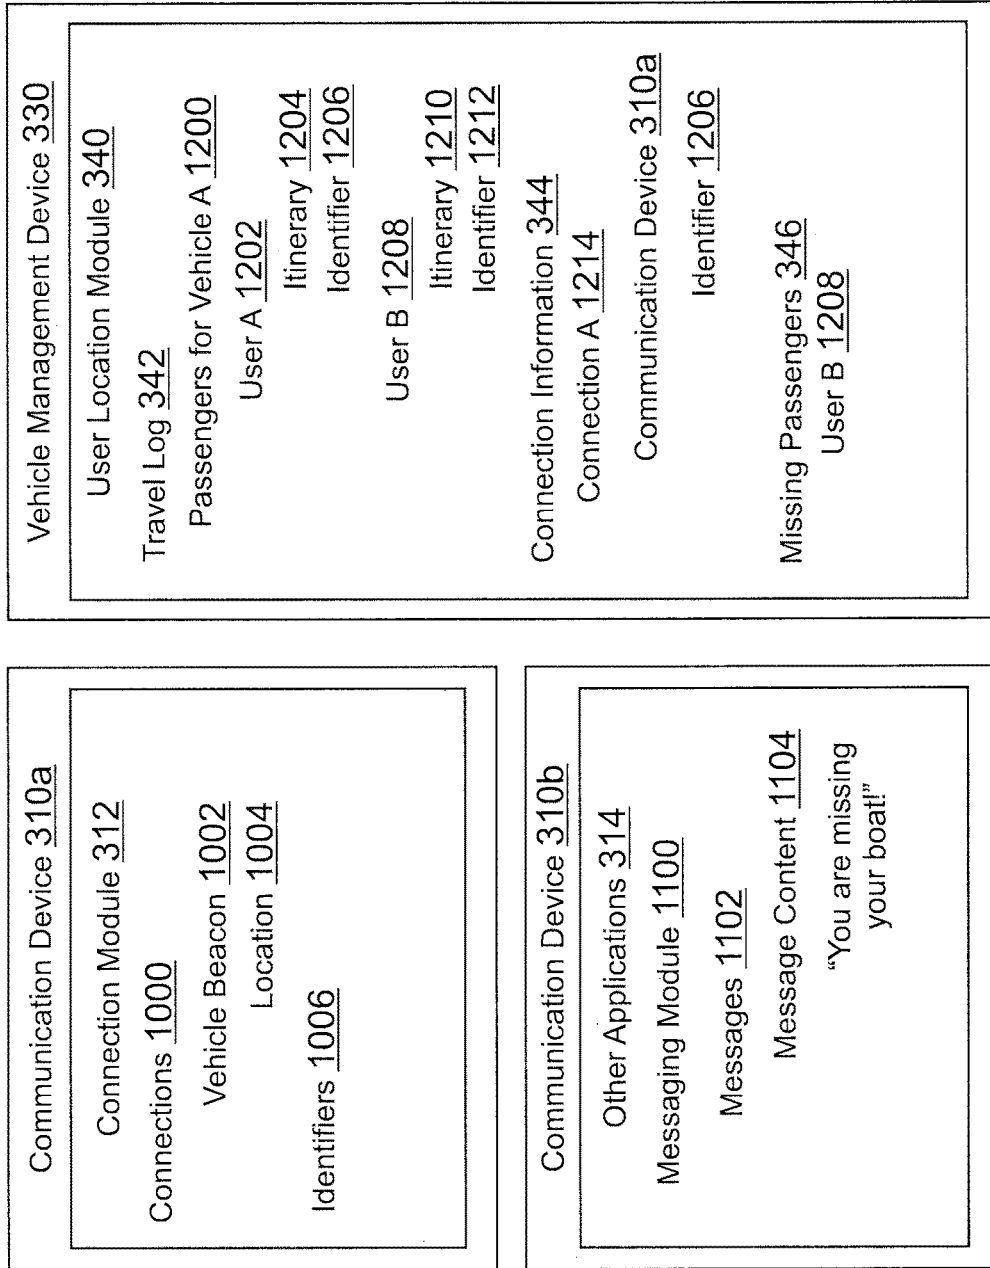 Communication Device 310a
Connection Module 312
Connections 1000
Vehicle Beacon 1002
Location 1004
Identifiers 1006
Communication Device 310b
Other Applications 314
Messaging Module 1100
Messages 1102
Message Content 1104
"You are missing
your boat!"
Vehicle Management Device 330
User Location Module 340
Travel Log 342
Passengers for Vehicle A 1200
User A 1202
Itinerary 1204
Identifier 1206
User B 1208
Itinerary 1210
Identifier 1212
Connection Information 344
Connection A 1214
Communication Device 310a
Identifier 1206
Missing Passengers 346
User B 1208